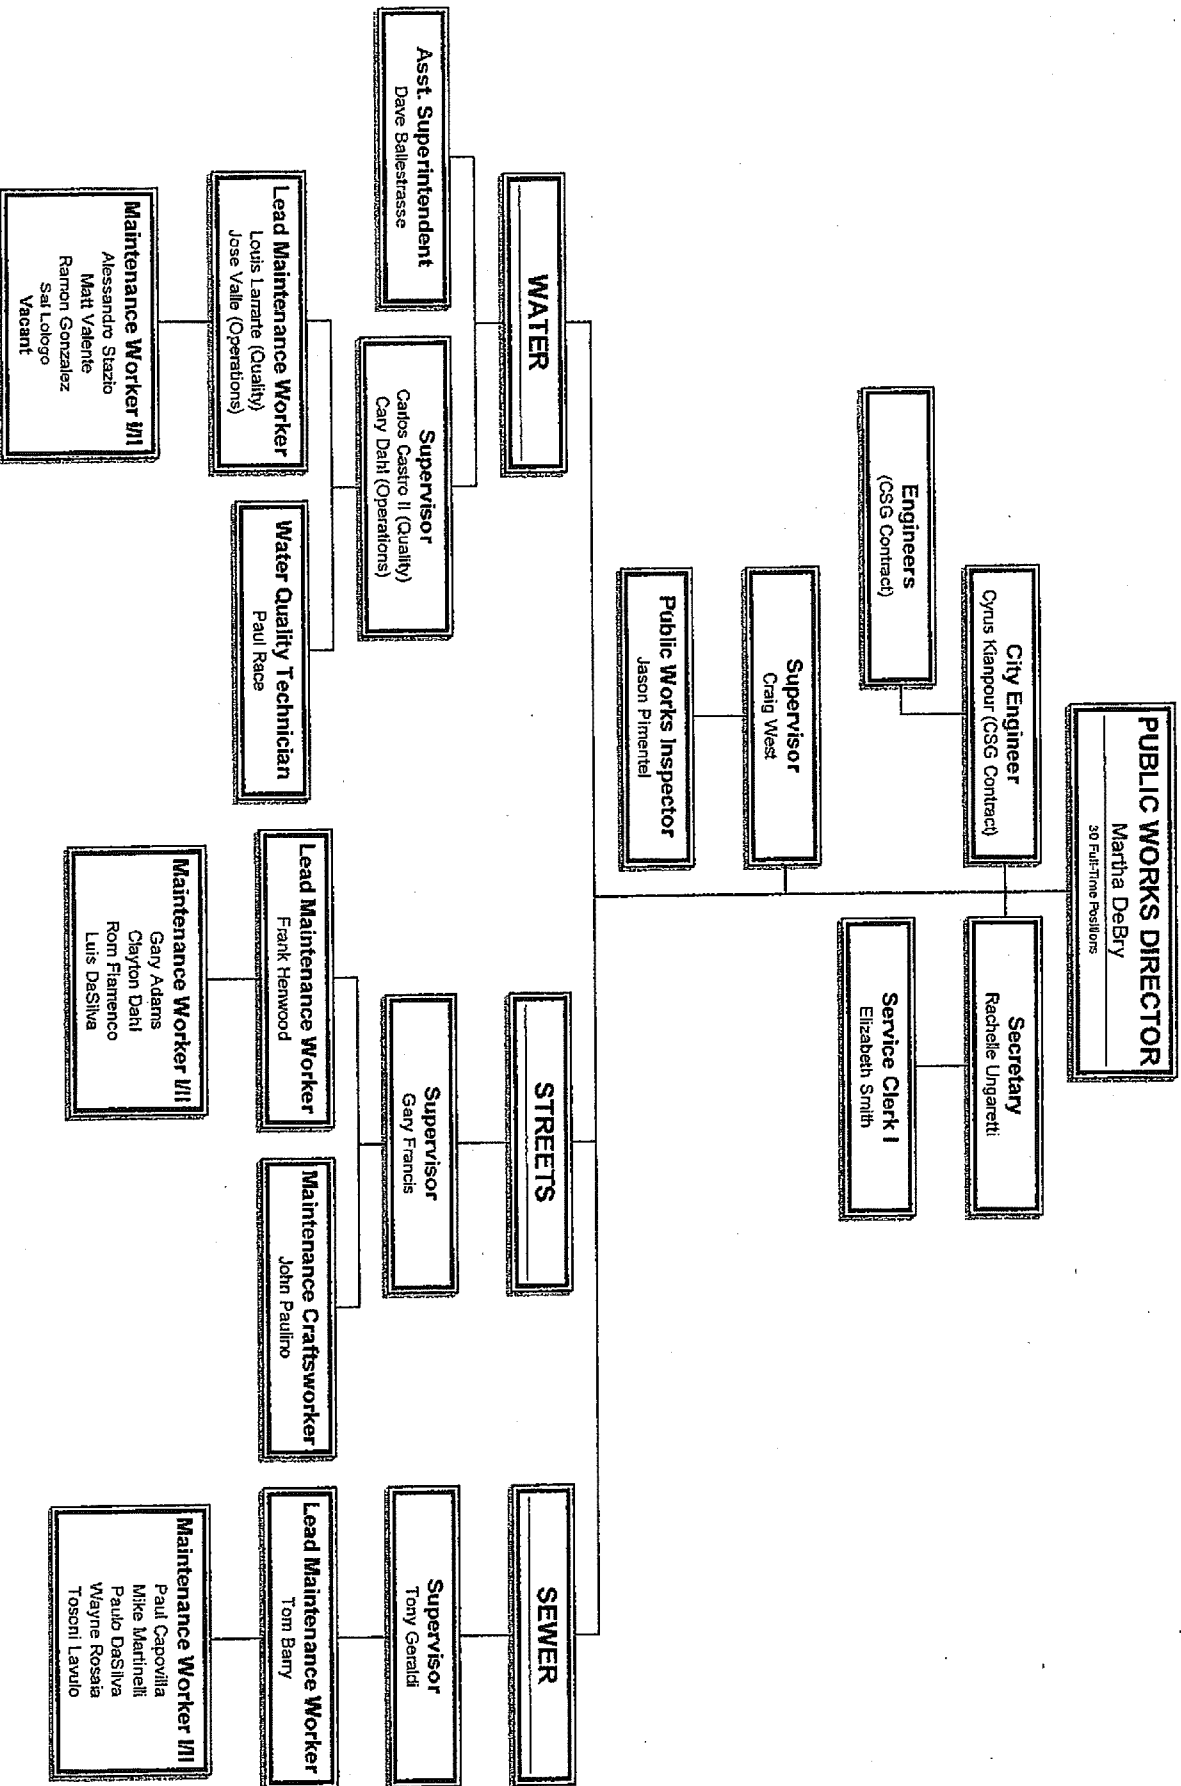 PUBLIC WORKS DIRECTOR
Martha DeBry
30 Full-Time Positions
City Engineer
Cyrus Kianpour (CSG Contract)
Secretary
Rachelle Ungaretti
Engineers
(CSG Contract)
Service Clerk I
Elizabeth Smith
Supervisor
Craig West
Public Works Inspector
Jason Pimentel
WATER
STREETS
SEWER
Asst. Superintendent
Dave Ballestrasse
Supervisor
Carlos Castro II (Quality)
Cary Dahl (Operations)
Supervisor
Gary Francis
Supervisor
Tony Geraldi
Lead Maintenance Worker
Louis Larrarte (Quality)
Jose Valle (Operations)
Water Quality Technician
Paul Race
Lead Maintenance Worker
Frank Henwood
Maintenance Craftsworker
John Paulino
Lead Maintenance Worker
Tom Barry
Maintenance Worker I/II
Alessandro Stazio
Matt Valente
Ramon Gonzalez
Sal Lologo
Vacant
Maintenance Worker I/II
Gary Adams
Clayton Dahl
Rom Flamenco
Luis DaSilva
Maintenance Worker I/II
Paul Capovilla
Mike Martinelli
Paulo DaSilva
Wayne Rosaia
Tosoni Lavulo